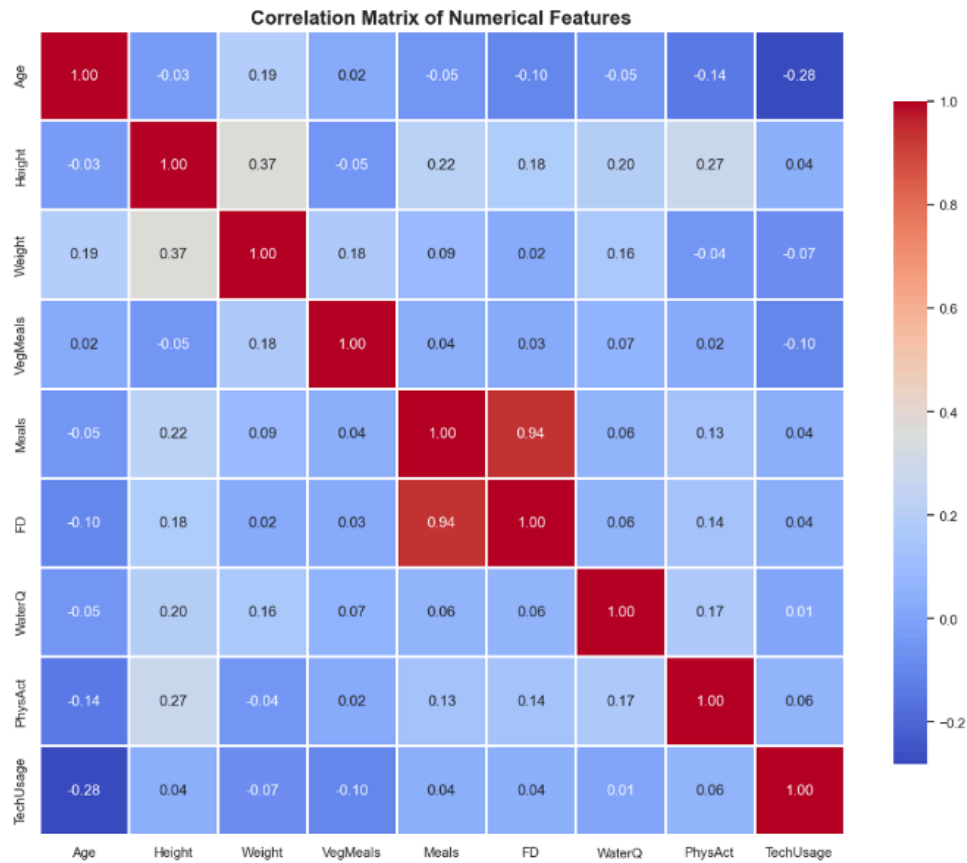 Correlation Matrix of Numerical Features
Age 1.00 -0.03 0.19 0.02 -0.05 -0.10 -0.05 -0.14 -0.28
Height -0.03 1.00 0.37 -0.05 0.22 0.18 0.20 0.27 0.04
Weight 0.19 0.37 1.00 0.18 0.09 0.02 0.16 -0.04 -0.07
VegMeals 0.02 -0.05 0.18 1.00 0.04 0.03 0.07 0.02 -0.10
Meals -0.05 0.22 0.09 0.04 1.00 0.94 0.06 0.13 0.04
FD -0.10 0.18 0.02 0.03 0.94 1.00 0.06 0.14 0.04
WaterQ -0.05 0.20 0.16 0.07 0.06 0.06 1.00 0.17 0.01
PhysAct -0.14 0.27 -0.04 0.02 0.13 0.14 0.17 1.00 0.06
TechUsage -0.28 0.04 -0.07 -0.10 0.04 0.04 0.01 0.06 1.00
Age Height Weight VegMeals Meals FD WaterQ PhysAct TechUsage
1.0
0.8
0.6
0.4
0.2
0.0
−0.2